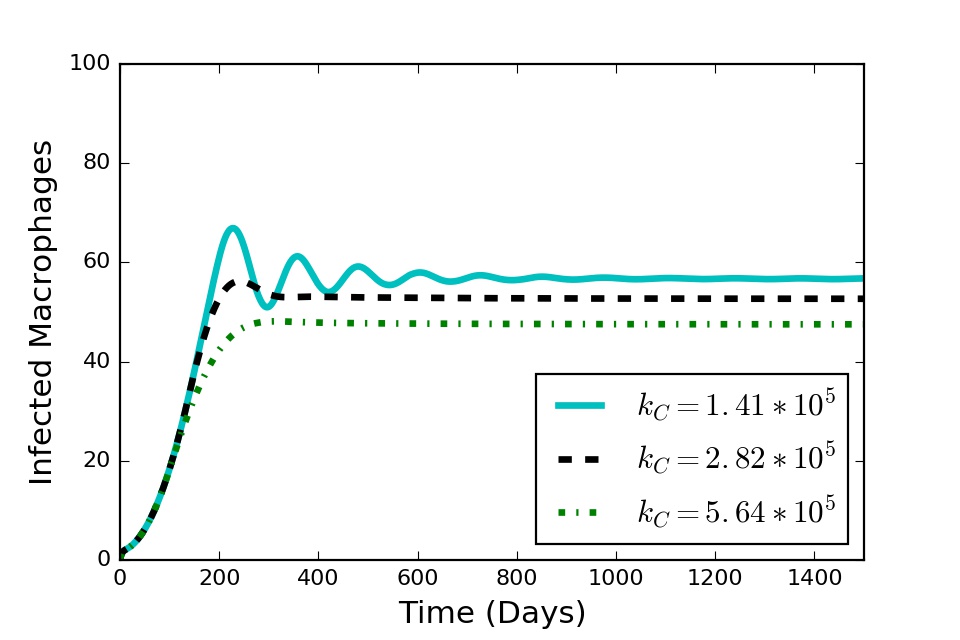 100
80
60
40
20
0
0 200 400 600 800 1000 1200 1400
Infected Macrophages
Time (Days)
k_C = 1.41 * 10^5
k_C = 2.82 * 10^5
k_C = 5.64 * 10^5